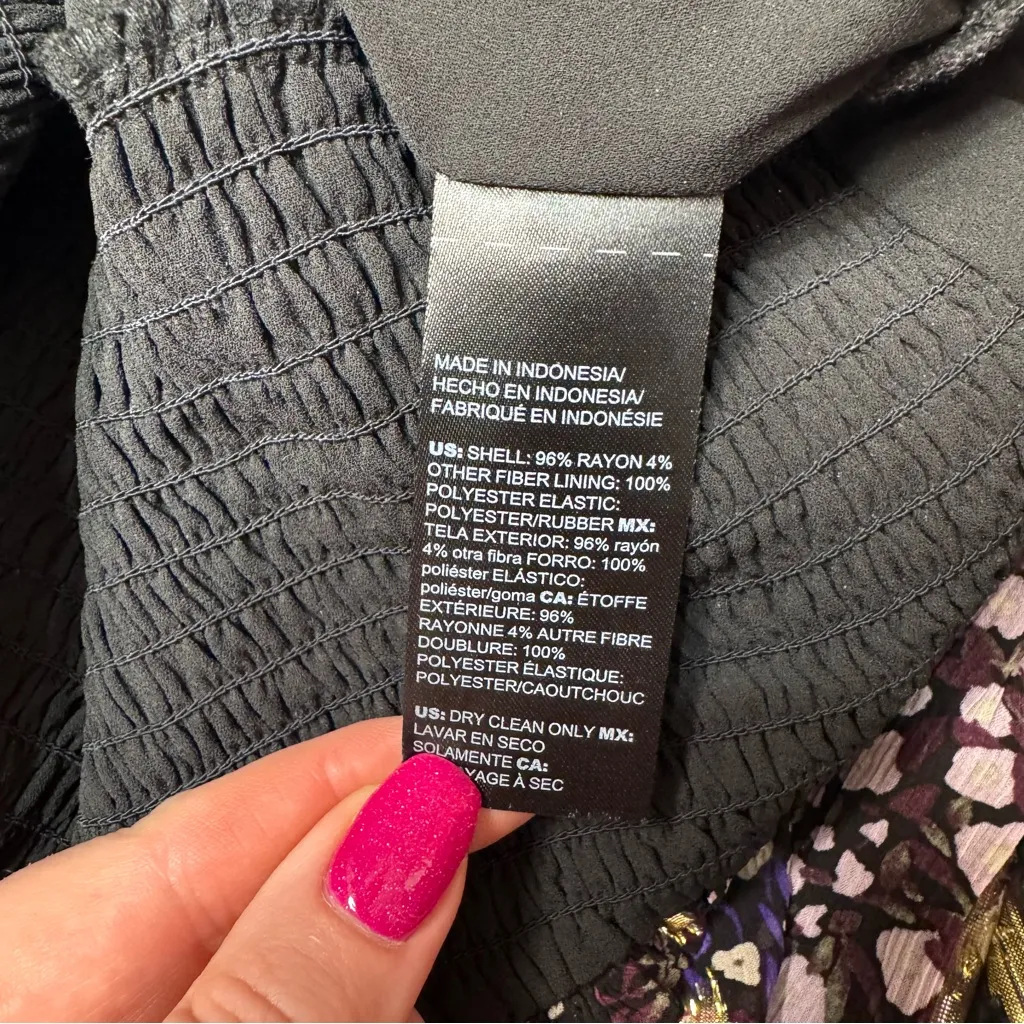 MADE IN INDONESIA/
HECHO EN INDONESIA/
FABRIQUÉ EN INDONÉSIE
US: SHELL: 96% RAYON 4%
OTHER FIBER LINING: 100%
POLYESTER ELASTIC:
POLYESTER/RUBBER MX:
TELA EXTERIOR: 96% rayón
4% otra fibra FORRO: 100%
poliéster ELÁSTICO:
poliéster/goma CA: ÉTOFFE
EXTÉRIEURE: 96%
RAYONNE 4% AUTRE FIBRE
DOUBLURE: 100%
POLYESTER ÉLASTIQUE:
POLYESTER/CAOUTCHOUC
US: DRY CLEAN ONLY MX:
LAVAR EN SECO
SOLAMENTE CA:
À SEC